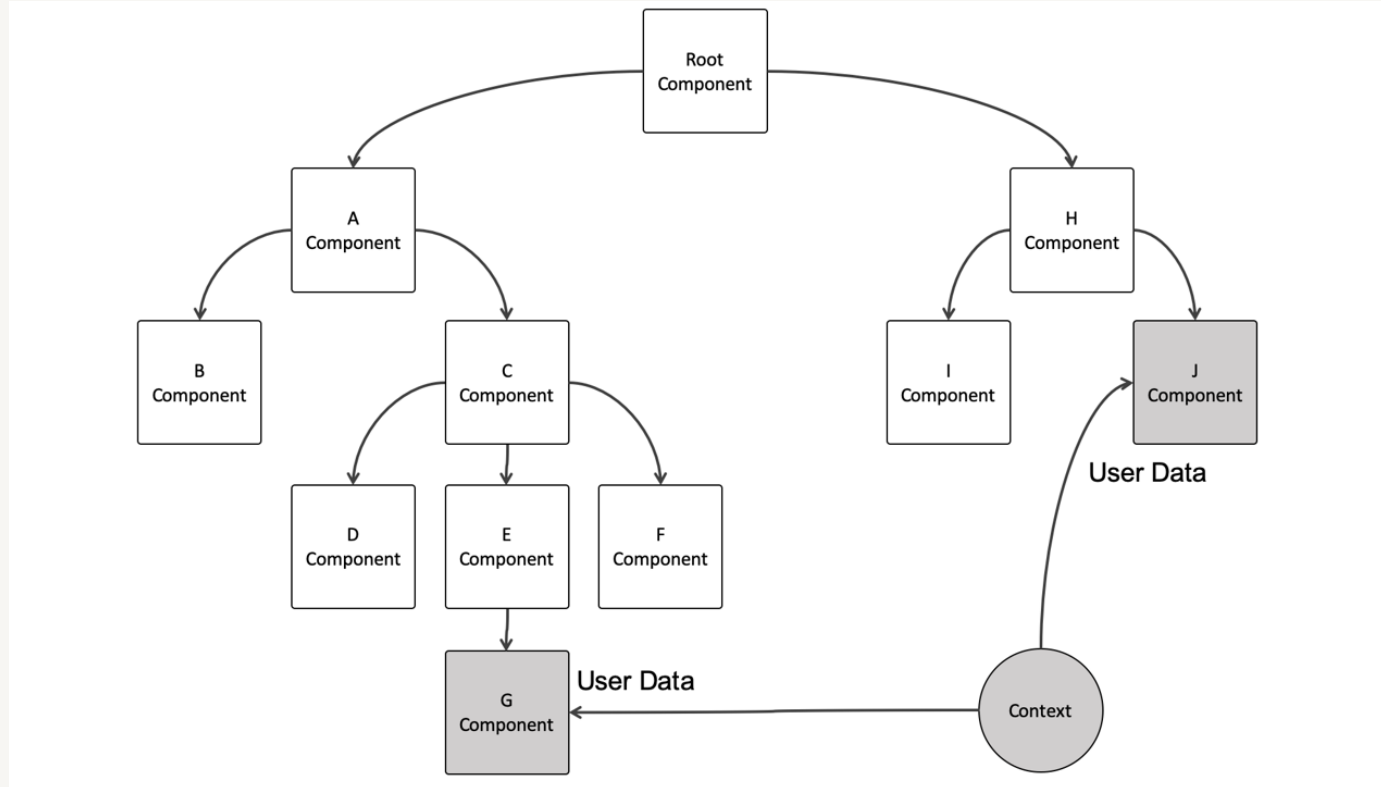 Root
Component
A
Component
H
Component
B
Component
C
Component
I
Component
J
Component
User Data
D
Component
E
Component
F
Component
User Data
G
Component
Context